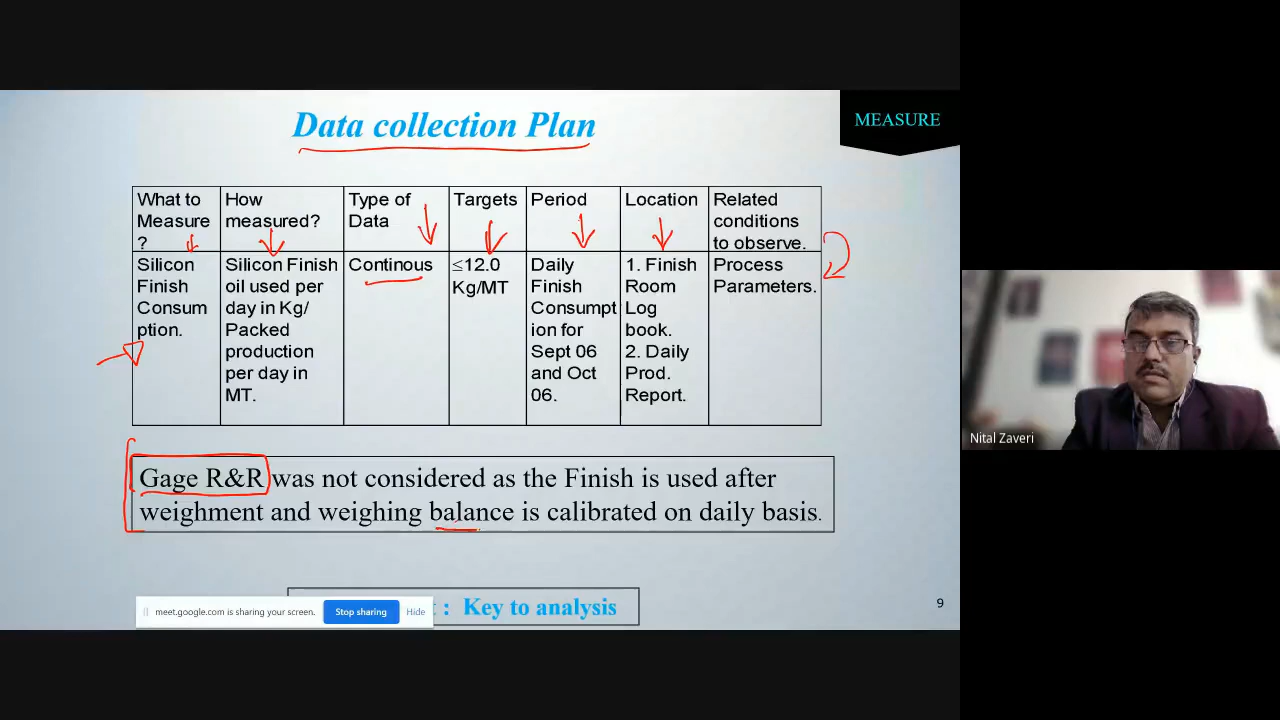 Data collection Plan
MEASURE
What to
Measure
?
How
measured?
Type of
Data
Targets
Period
Location
Related
conditions
to observe.
Silicon
Finish
Consum
ption.
Silicon Finish
oil used per
day in Kg/
Packed
production
per day in
MT.
Continous
≤12.0
Kg/MT
Daily
Finish
Consumpt
ion for
Sept 06
and Oct
06.
1. Finish
Room
Log
book.
2. Daily
Prod.
Report.
Process
Parameters.
Gage R&R was not considered as the Finish is used after
weighment and weighing balance is calibrated on daily basis.
: Key to analysis
meet.google.com is sharing your screen.
Stop sharing
Hide
9
Nital Zaveri